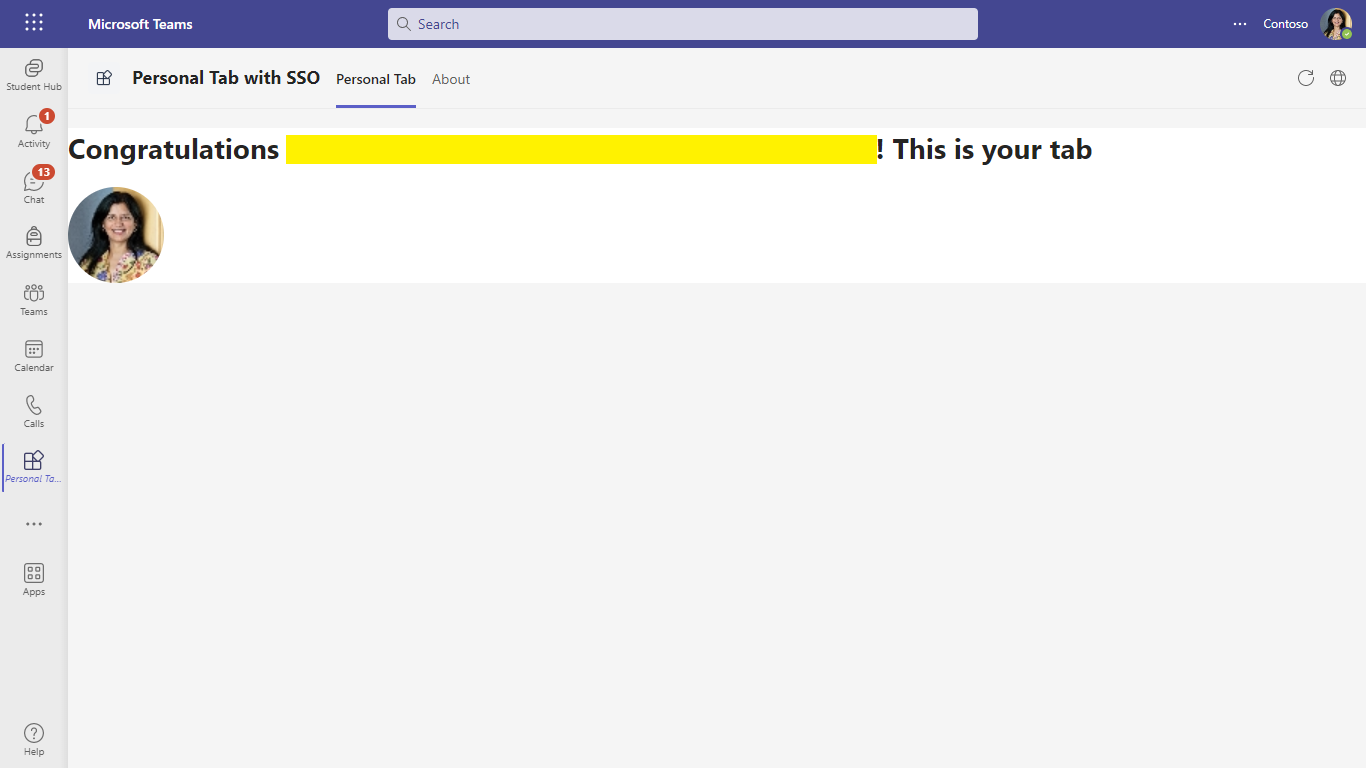 Microsoft Teams
Search
Contoso
Student Hub
1
Activity
13
Chat
Assignments
Teams
Calendar
Calls
Personal Ta...
Apps
Help
Personal Tab with SSO Personal Tab About
Congratulations ! This is your tab